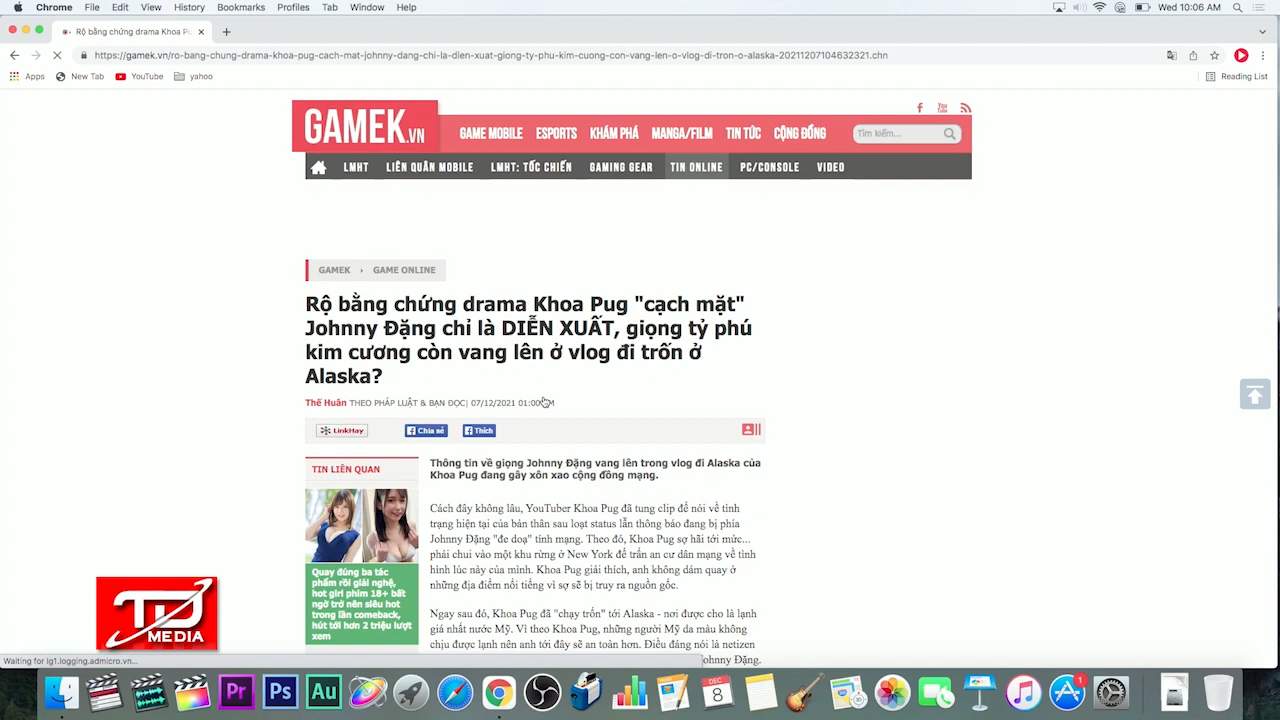 Chrome File Edit View History Bookmarks Profiles Tab Window Help Wed 10:06 AM
Rộ bằng chứng drama Khoa Pu
https://gamek.vn/ro-bang-chung-drama-khoa-pug-cach-mat-johnny-dang-chi-la-dien-xuat-giong-ty-phu-kim-cuong-con-vang-len-o-vlog-di-tron-o-alaska-20211207104632321.chn
Apps New Tab YouTube yahoo Reading List
GAMEK.VN
GAME MOBILE ESPORTS KHÁM PHÁ MANGA/FILM TIN TỨC CỘNG ĐỒNG Tìm kiếm...
LMHT LIÊN QUÂN MOBILE LMHT: TỐC CHIẾN GAMING GEAR TIN ONLINE PC/CONSOLE VIDEO
GAMEK › GAME ONLINE
Rộ bằng chứng drama Khoa Pug "cạch mặt"
Johnny Đặng chỉ là DIỄN XUẤT, giọng tỷ phú
kim cương còn vang lên ở vlog đi trốn ở
Alaska?
Thế Huân THEO PHÁP LUẬT & BẠN ĐỌC| 07/12/2021
LinkHay Chia sẻ Thích
TIN LIÊN QUAN
Quay đúng ba tác
phẩm rồi giải nghệ,
hot girl phim 18+ bất
ngờ trở nên siêu hot
trong lần comeback,
hút tới hơn 2 triệu lượt
xem
Thông tin về giọng Johnny Đặng vang lên trong vlog đi Alaska của
Khoa Pug đang gây xôn xao cộng đồng mạng.
Cách đây không lâu, YouTuber Khoa Pug đã tung clip để nói về tình
trạng hiện tại của bản thân sau loạt status lẫn thông báo đang bị phía
Johnny Đặng "đe doạ" tính mạng. Theo đó, Khoa Pug sợ hãi tới mức...
phải chui vào một khu rừng ở New York để trấn an cư dân mạng về tình
hình lúc này của mình. Khoa Pug giải thích, anh không dám quay ở
những địa điểm nổi tiếng vì sợ sẽ bị truy ra nguồn gốc.
Ngay sau đó, Khoa Pug đã "chạy trốn" tới Alaska - nơi được cho là lạnh
giá nhất nước Mỹ. Vì theo Khoa Pug, những người Mỹ da màu không
chịu được lạnh nên anh tới đây sẽ an toàn hơn. Điều đáng nói là netizen
ohnny Đặng.
TD
MEDIA
Waiting for lg1.logging.admicro.vn...
Pr Ps Au DEC 8 1